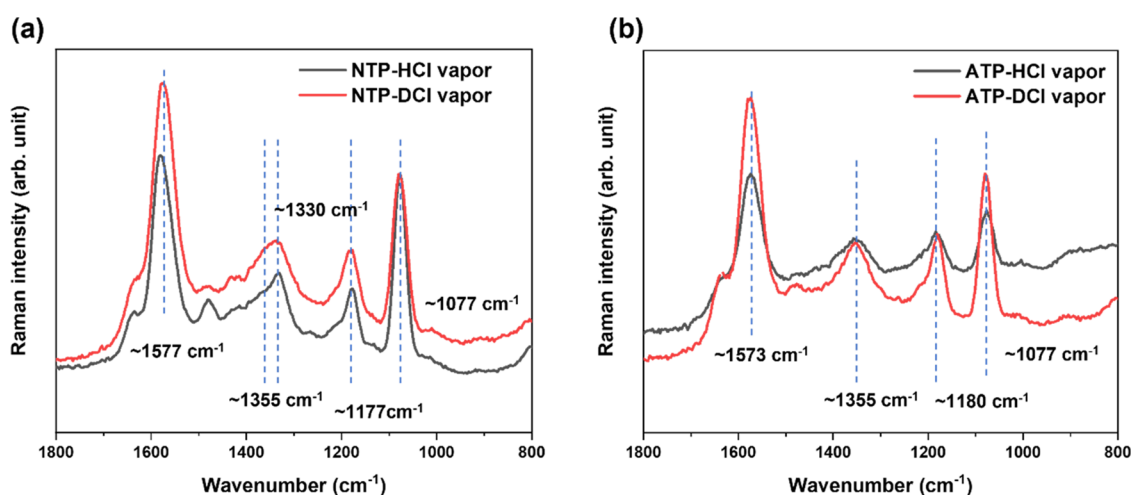 (a)
NTP-HCl vapor
NTP-DCl vapor
Raman intensity (arb. unit)
~1330 cm-1
~1077 cm-1
~1577 cm-1
~1355 cm-1
~1177cm-1
1800 1600 1400 1200 1000 800
Wavenumber (cm-1)
(b)
ATP-HCl vapor
ATP-DCl vapor
Raman intensity (arb. unit)
~1573 cm-1
~1077 cm-1
~1355 cm-1
~1180 cm-1
1800 1600 1400 1200 1000 800
Wavenumber (cm-1)